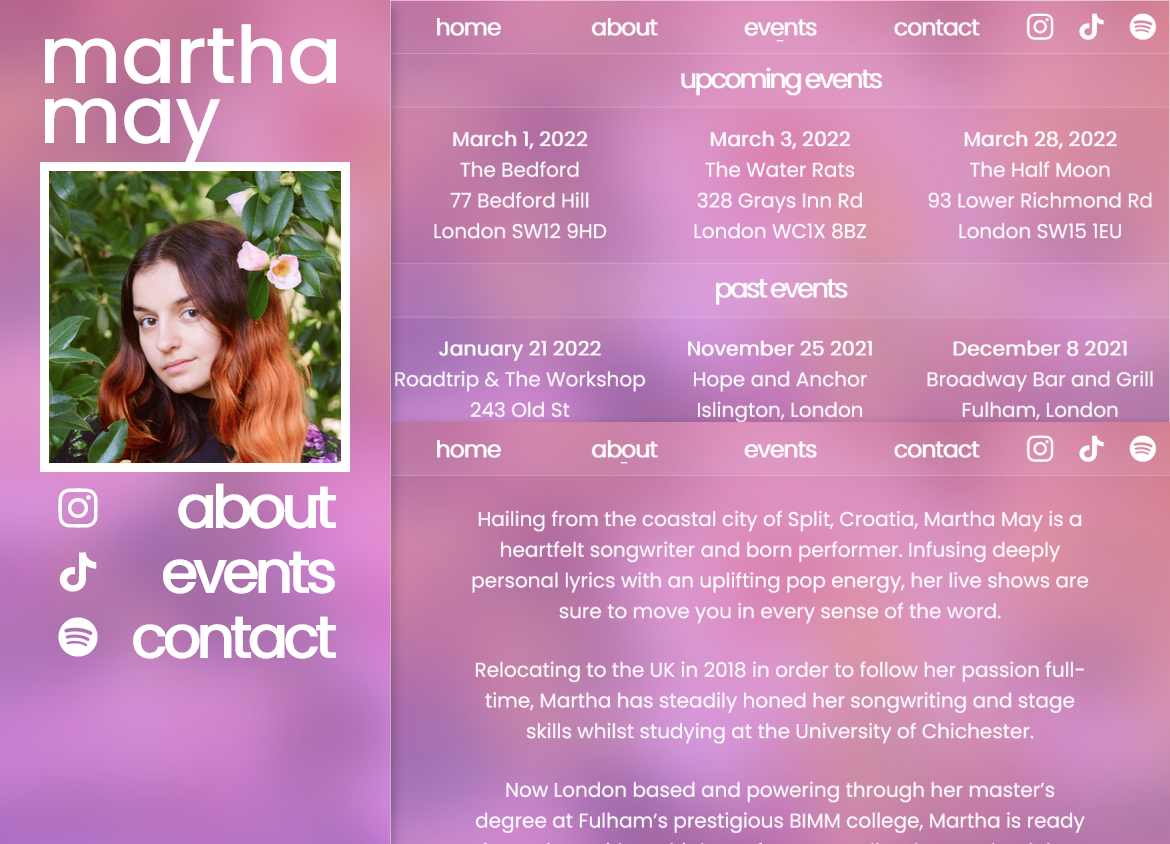 martha
may
about
events
contact
home about events contact
upcoming events
March 1, 2022
The Bedford
77 Bedford Hill
London SW12 9HD
March 3, 2022
The Water Rats
328 Grays Inn Rd
London WC1X 8BZ
March 28, 2022
The Half Moon
93 Lower Richmond Rd
London SW15 1EU
past events
January 21 2022
Roadtrip & The Workshop
243 Old St
November 25 2021
Hope and Anchor
Islington, London
December 8 2021
Broadway Bar and Grill
Fulham, London
home about events contact
Hailing from the coastal city of Split, Croatia, Martha May is a
heartfelt songwriter and born performer. Infusing deeply
personal lyrics with an uplifting pop energy, her live shows are
sure to move you in every sense of the word.
Relocating to the UK in 2018 in order to follow her passion full-
time, Martha has steadily honed her songwriting and stage
skills whilst studying at the University of Chichester.
Now London based and powering through her master’s
degree at Fulham’s prestigious BIMM college, Martha is ready